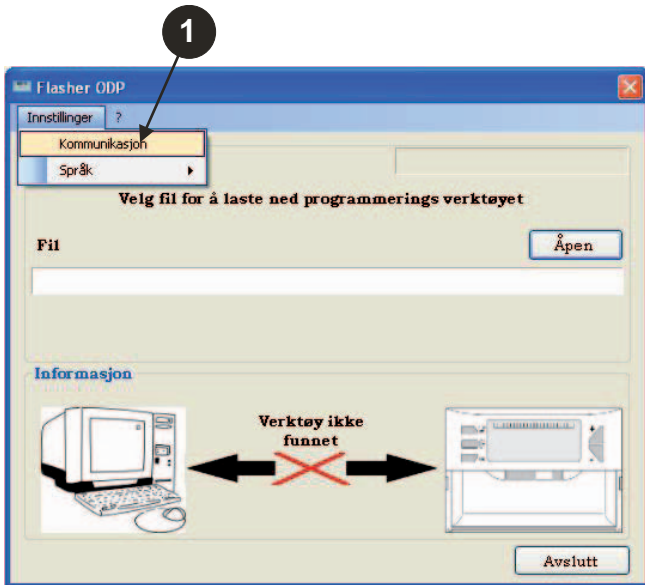 1
Flasher ODP
Innstillinger ?
Kommunikasjon
Språk
Velg fil for å laste ned programmerings verktøyet
Fil
Åpen
Informasjon
Verktøy ikke
funnet
Avslutt